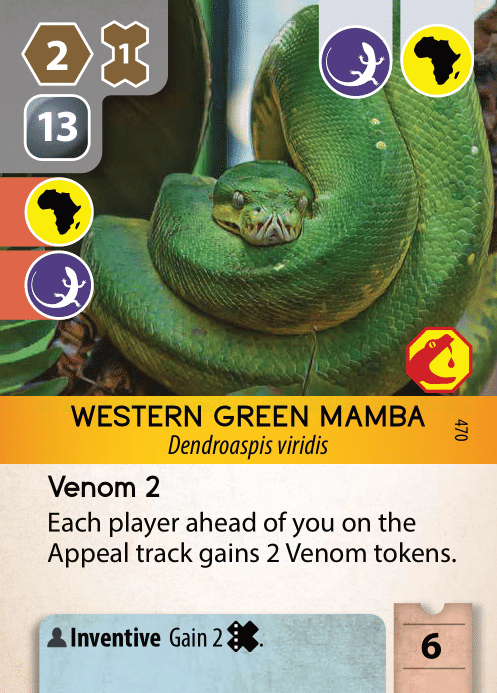 2
1
13
WESTERN GREEN MAMBA
Dendroaspis viridis
470
Venom 2
Each player ahead of you on the
Appeal track gains 2 Venom tokens.
Inventive Gain 2 .
6